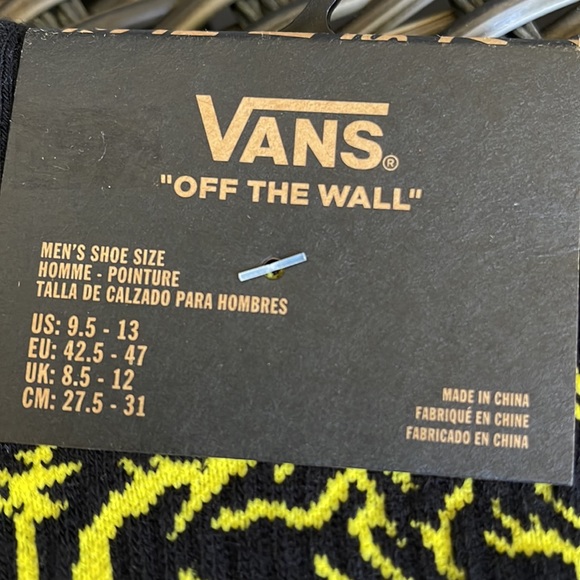 VANS®
"OFF THE WALL"
MEN'S SHOE SIZE
HOMME - POINTURE
TALLA DE CALZADO PARA HOMBRES
US: 9.5 - 13
EU: 42.5 - 47
UK: 8.5 - 12
CM: 27.5 - 31
MADE IN CHINA
FABRIQUÉ EN CHINE
FABRICADO EN CHINA